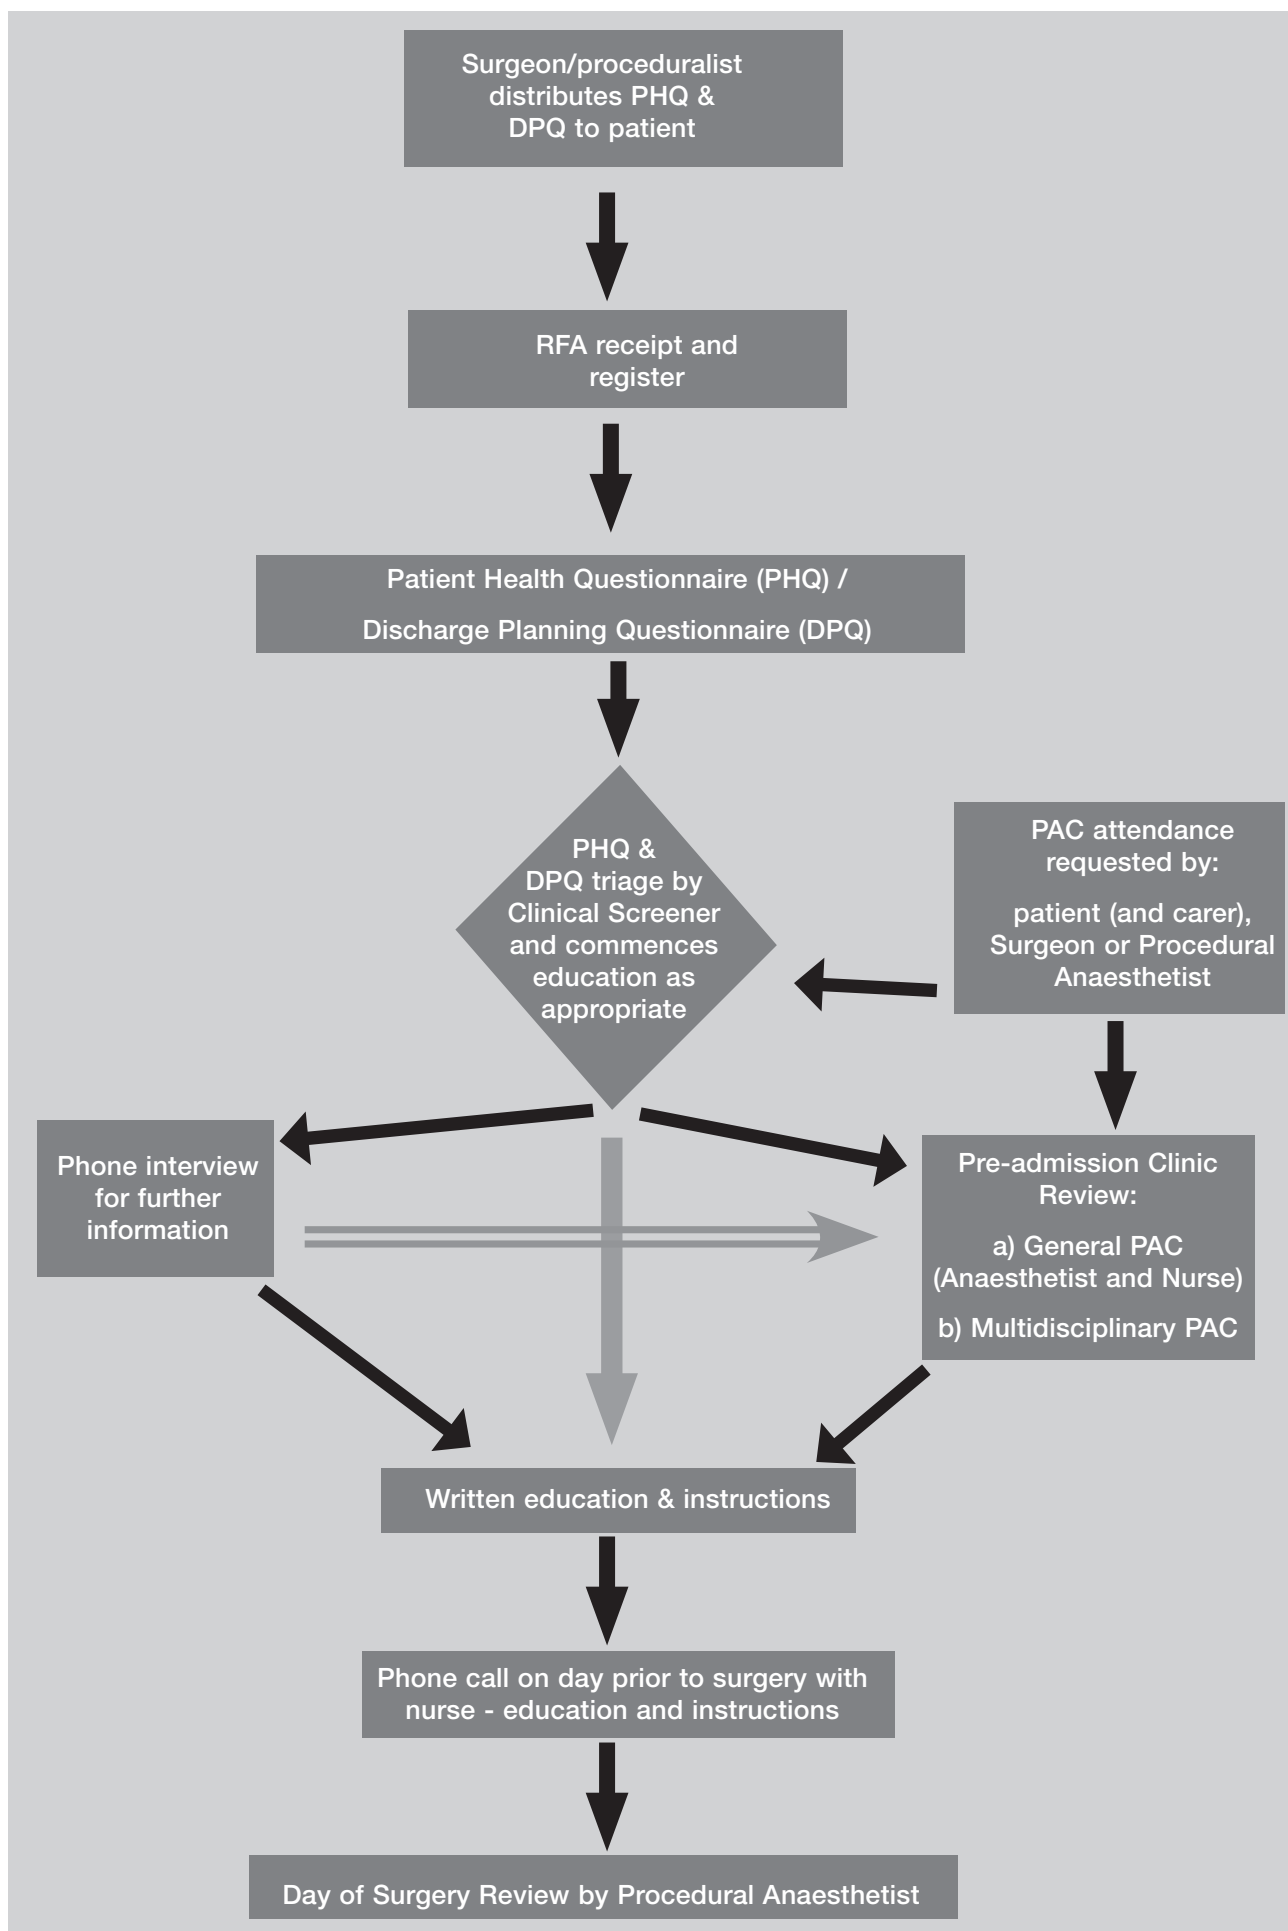 Surgeon/proceduralist
distributes PHQ &
DPQ to patient
RFA receipt and
register
Patient Health Questionnaire (PHQ) /
Discharge Planning Questionnaire (DPQ)
PHQ &
DPQ triage by
Clinical Screener
and commences
education as
appropriate
PAC attendance
requested by:
patient (and carer),
Surgeon or Procedural
Anaesthetist
Phone interview
for further
information
Pre-admission Clinic
Review:
a) General PAC
(Anaesthetist and Nurse)
b) Multidisciplinary PAC
Written education & instructions
Phone call on day prior to surgery with
nurse - education and instructions
Day of Surgery Review by Procedural Anaesthetist